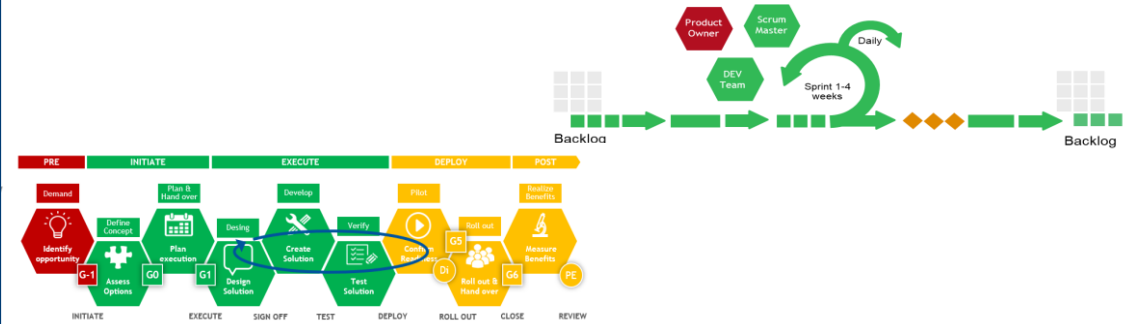 Product
Owner
Scrum
Master
DEV
Team
Daily
Sprint 1-4
weeks
Backlog
Backlog
PRE
INITIATE
EXECUTE
DEPLOY
POST
Demand
Plan &
Hand over
Develop
Pilot
Realize
Benefits
Define
Concept
Desing
Verify
Roll out
Identify
opportunity
Plan
execution
Create
Solution
Confirm
Readiness
Measure
Benefits
G-1
G0
G1
G5
Di
G6
PE
Assess
Options
Design
Solution
Test
Solution
Roll out &
Hand over
INITIATE
EXECUTE
SIGN OFF
TEST
DEPLOY
ROLL OUT
CLOSE
REVIEW